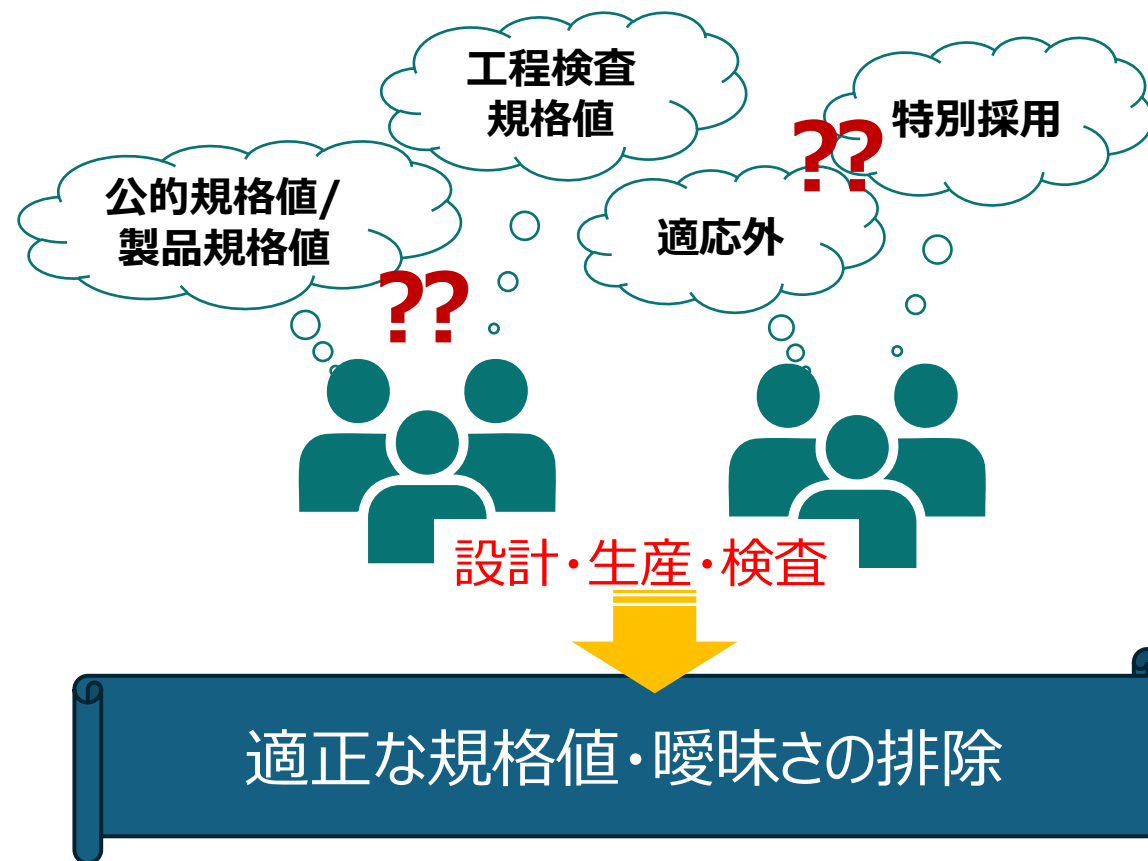 工程検査
規格値
特別採用
公的規格値/
製品規格値
適応外
??
??
設計・生産・検査
適正な規格値・曖昧さの排除